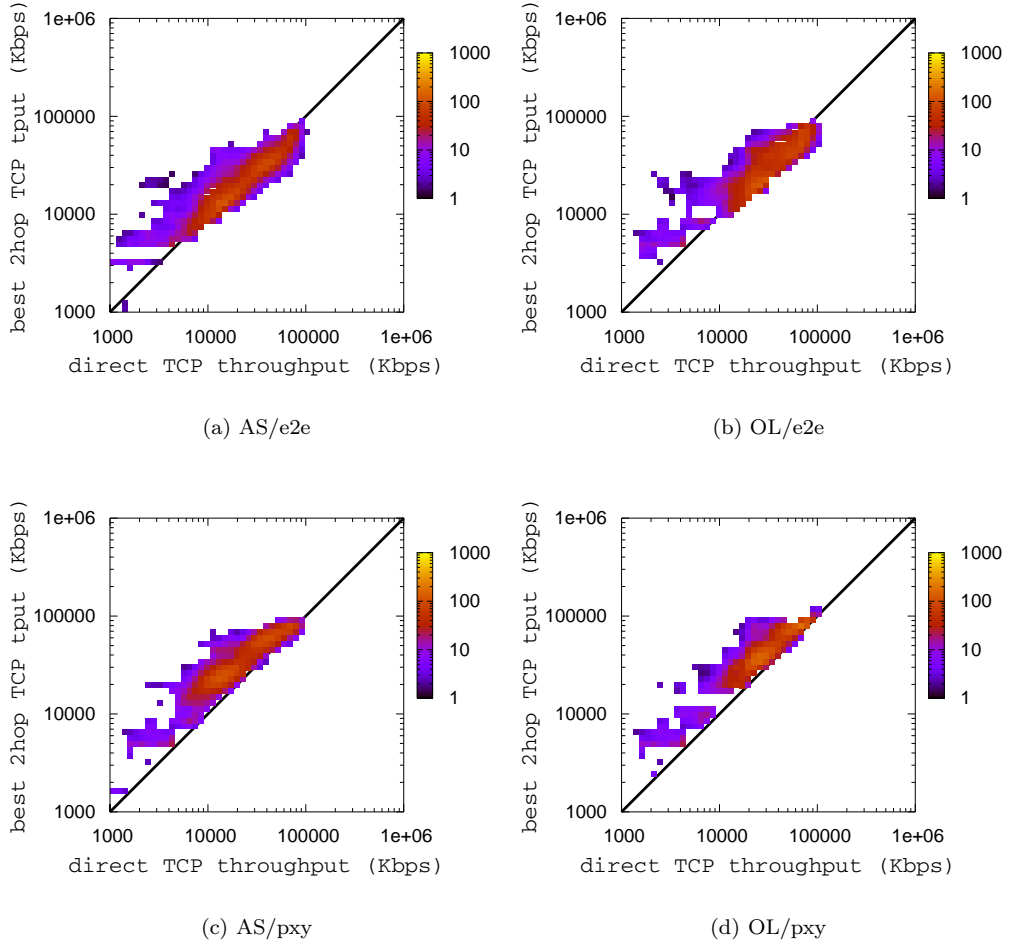 best 2hop TCP tput (Kbps)
1e+06
100000
10000
1000
1000 10000 100000 1e+06
direct TCP throughput (Kbps)
1000
100
10
1
(a) AS/e2e
best 2hop TCP tput (Kbps)
1e+06
100000
10000
1000
1000 10000 100000 1e+06
direct TCP throughput (Kbps)
1000
100
10
1
(b) OL/e2e
best 2hop TCP tput (Kbps)
1e+06
100000
10000
1000
1000 10000 100000 1e+06
direct TCP throughput (Kbps)
1000
100
10
1
(c) AS/pxy
best 2hop TCP tput (Kbps)
1e+06
100000
10000
1000
1000 10000 100000 1e+06
direct TCP throughput (Kbps)
1000
100
10
1
(d) OL/pxy